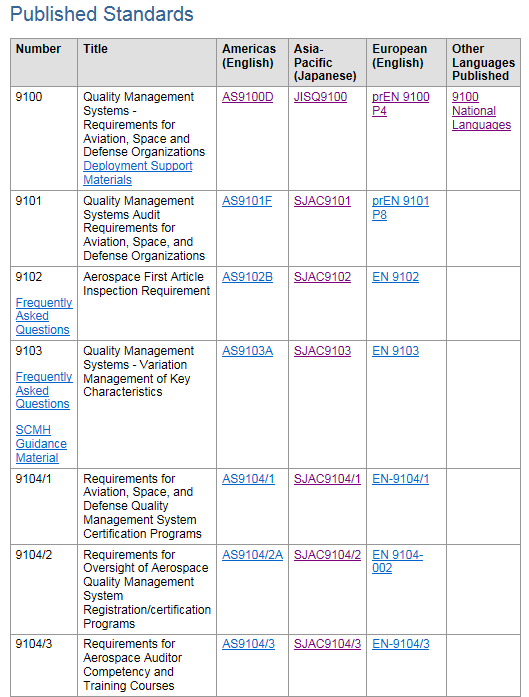 Published Standards
Number Title Americas (English) Asia-Pacific (Japanese) European (English) Other Languages Published
9100 Quality Management Systems - Requirements for Aviation, Space and Defense Organizations Deployment Support Materials AS9100D JISQ9100 prEN 9100 P4 9100 National Languages
9101 Quality Management Systems Audit Requirements for Aviation, Space, and Defense Organizations AS9101F SJAC9101 prEN 9101 P8
9102 Frequently Asked Questions Aerospace First Article Inspection Requirement AS9102B SJAC9102 EN 9102
9103 Frequently Asked Questions SCMH Guidance Material Quality Management Systems - Variation Management of Key Characteristics AS9103A SJAC9103 EN 9103
9104/1 Requirements for Aviation, Space, and Defense Quality Management System Certification Programs AS9104/1 SJAC9104/1 EN-9104/1
9104/2 Requirements for Oversight of Aerospace Quality Management System Registration/certification Programs AS9104/2A SJAC9104/2 EN 9104-002
9104/3 Requirements for Aerospace Auditor Competency and Training Courses AS9104/3 SJAC9104/3 EN-9104/3